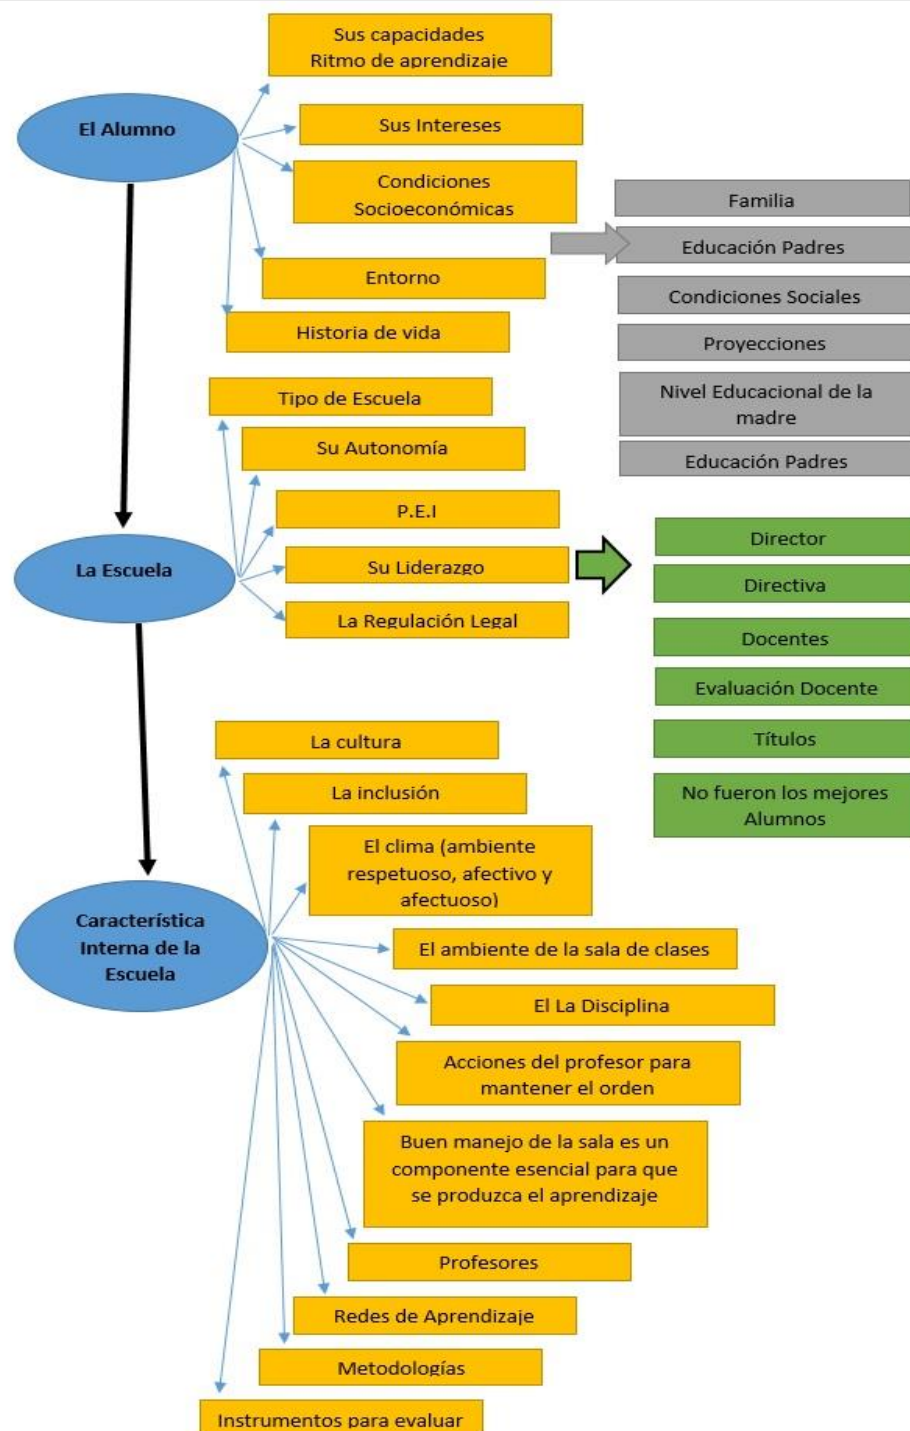 Sus capacidades
Ritmo de aprendizaje
El Alumno
Sus Intereses
Condiciones
Socioeconómicas
Entorno
Historia de vida
Familia
Educación Padres
Condiciones Sociales
Proyecciones
Nivel Educacional de la
madre
Educación Padres
Tipo de Escuela
Su Autonomía
P.E.I
La Escuela
Su Liderazgo
La Regulación Legal
Director
Directiva
Docentes
Evaluación Docente
Títulos
No fueron los mejores
Alumnos
La cultura
La inclusión
El clima (ambiente
respetuoso, afectivo y
afectuoso)
Característica
Interna de la
Escuela
El ambiente de la sala de clases
El La Disciplina
Acciones del profesor para
mantener el orden
Buen manejo de la sala es un
componente esencial para que
se produzca el aprendizaje
Profesores
Redes de Aprendizaje
Metodologías
Instrumentos para evaluar